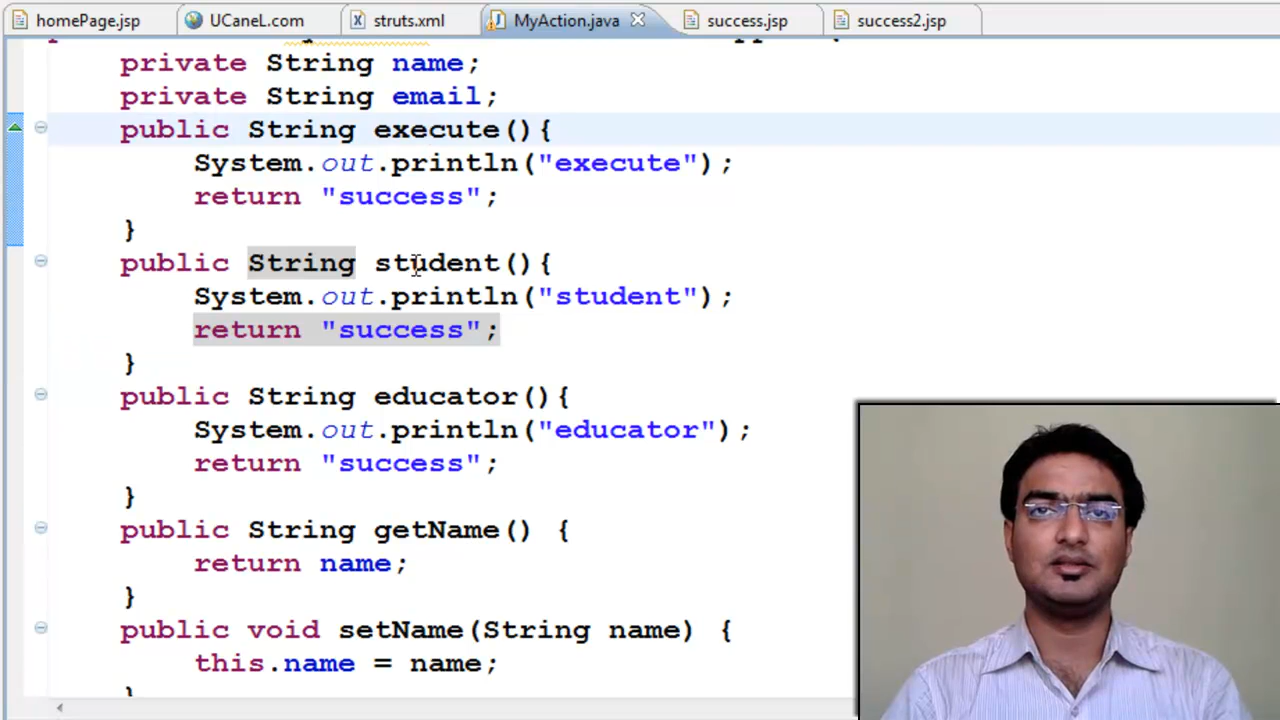 homePage.jsp UCaneL.com struts.xml MyAction.java success.jsp success2.jsp
private String name;
private String email;
public String execute(){
System.out.println("execute");
return "success";
}
public String student(){
System.out.println("student");
return "success";
}
public String educator(){
System.out.println("educator");
return "success";
}
public String getName() {
return name;
}
public void setName(String name) {
this.name = name;